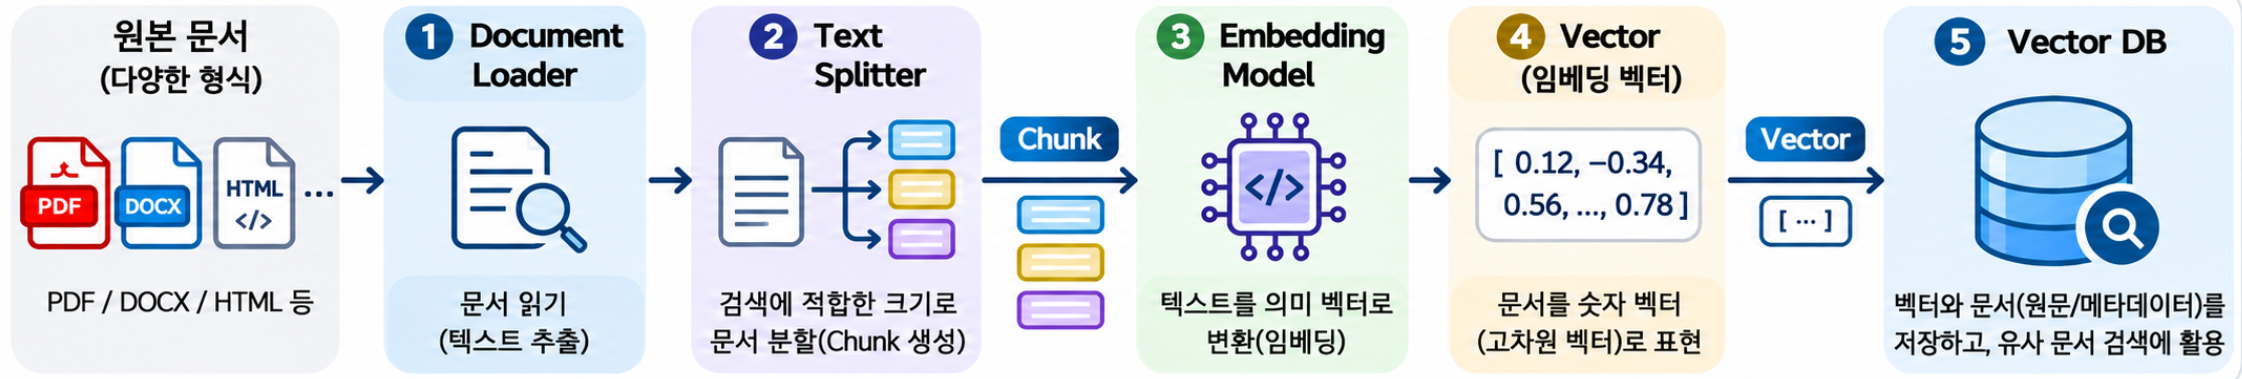 원본 문서
(다양한 형식)
PDF
DOCX
HTML
</>
...
PDF / DOCX / HTML 등
1 Document
Loader
문서 읽기
(텍스트 추출)
2 Text
Splitter
검색에 적합한 크기로
문서 분할(Chunk 생성)
Chunk
3 Embedding
Model
</>
텍스트를 의미 벡터로
변환(임베딩)
4 Vector
(임베딩 벡터)
[ 0.12, −0.34,
0.56, ..., 0.78 ]
문서를 숫자 벡터
(고차원 벡터)로 표현
Vector
[ ... ]
5 Vector DB
벡터와 문서(원문/메타데이터)를
저장하고, 유사 문서 검색에 활용